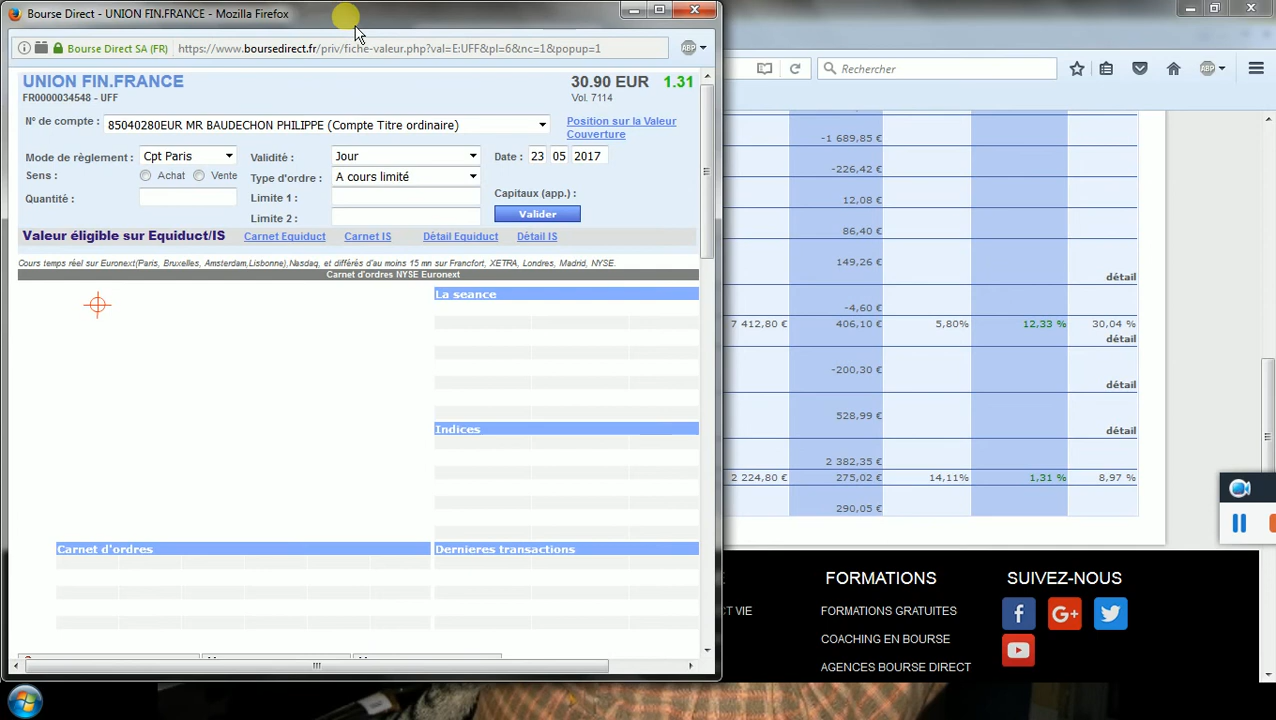 Bourse Direct - UNION FIN.FRANCE - Mozilla Firefox
Bourse Direct SA (FR) https://www.boursedirect.fr/priv/fiche-valeur.php?val=E:UFF&pl=6&nc=1&popup=1 ABP
UNION FIN.FRANCE 30.90 EUR 1.31
FR0000034548 - UFF Vol. 7114
N° de compte : 85040280EUR MR BAUDECHON PHILIPPE (Compte Titre ordinaire) Position sur la Valeur
Couverture
Mode de règlement : Cpt Paris Validité : Jour Date : 23 05 2017
Sens : Achat Vente Type d'ordre : A cours limité
Quantité : Limite 1 : Capitaux (app.) :
Limite 2 : Valider
Valeur éligible sur Equiduct/IS Carnet Equiduct Carnet IS Détail Equiduct Détail IS
Cours temps réel sur Euronext(Paris, Bruxelles, Amsterdam,Lisbonne),Nasdaq, et différés d'au moins 15 mn sur Francfort, XETRA, Londres, Madrid, NYSE.
Carnet d'ordres NYSE Euronext
La seance
Indices
Carnet d'ordres Dernieres transactions
Rechercher ABP
-1 689,85 €
-226,42 €
12,08 €
86,40 €
149,26 €
détail
-4,60 €
7 412,80 € 406,10 € 5,80% 12,33 % 30,04 %
détail
-200,30 €
détail
528,99 €
détail
2 382,35 €
2 224,80 € 275,02 € 14,11% 1,31 % 8,97 %
290,05 €
FORMATIONS SUIVEZ-NOUS
CT VIE FORMATIONS GRATUITES
COACHING EN BOURSE
AGENCES BOURSE DIRECT